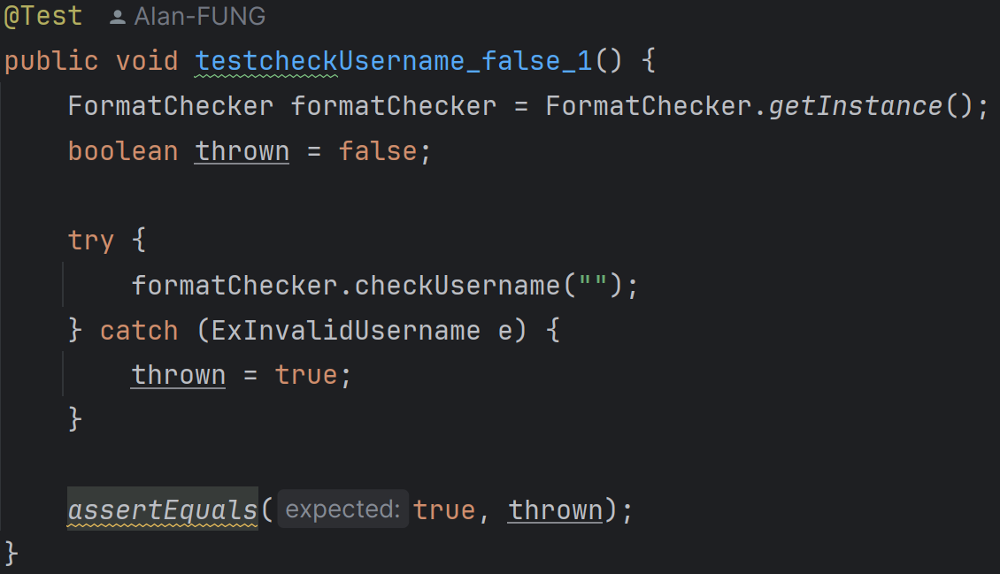 @Test Alan-FUNG
public void testcheckUsername_false_1() {
FormatChecker formatChecker = FormatChecker.getInstance();
boolean thrown = false;
try {
formatChecker.checkUsername("");
} catch (ExInvalidUsername e) {
thrown = true;
}
assertEquals( expected: true, thrown);
}